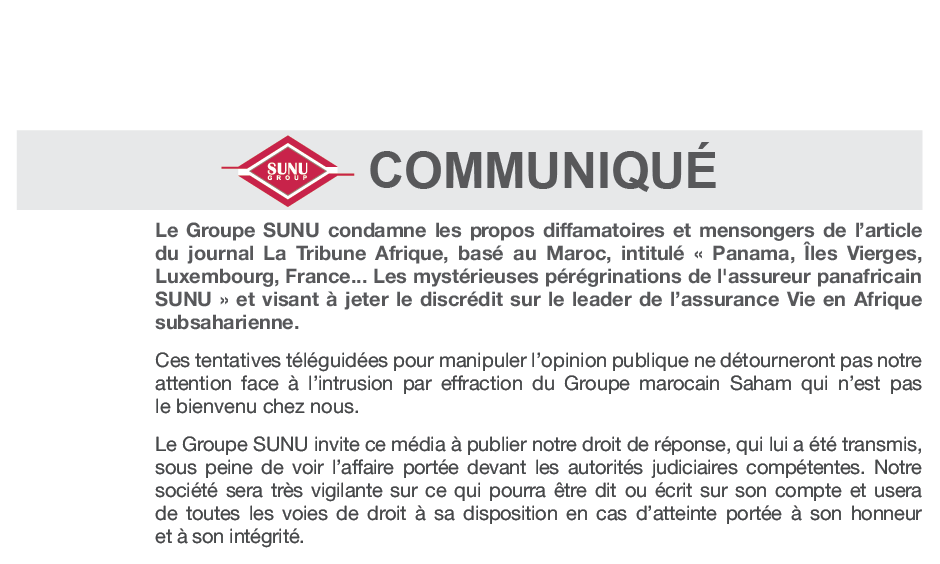 SUNU
GROUP
COMMUNIQUÉ
Le Groupe SUNU condamne les propos diffamatoires et mensongers de l’article
du journal La Tribune Afrique, basé au Maroc, intitulé « Panama, Îles Vierges,
Luxembourg, France... Les mystérieuses pérégrinations de l'assureur panafricain
SUNU » et visant à jeter le discrédit sur le leader de l’assurance Vie en Afrique
subsaharienne.
Ces tentatives téléguidées pour manipuler l’opinion publique ne détourneront pas notre
attention face à l’intrusion par effraction du Groupe marocain Saham qui n’est pas
le bienvenu chez nous.
Le Groupe SUNU invite ce média à publier notre droit de réponse, qui lui a été transmis,
sous peine de voir l’affaire portée devant les autorités judiciaires compétentes. Notre
société sera très vigilante sur ce qui pourra être dit ou écrit sur son compte et usera
de toutes les voies de droit à sa disposition en cas d’atteinte portée à son honneur
et à son intégrité.